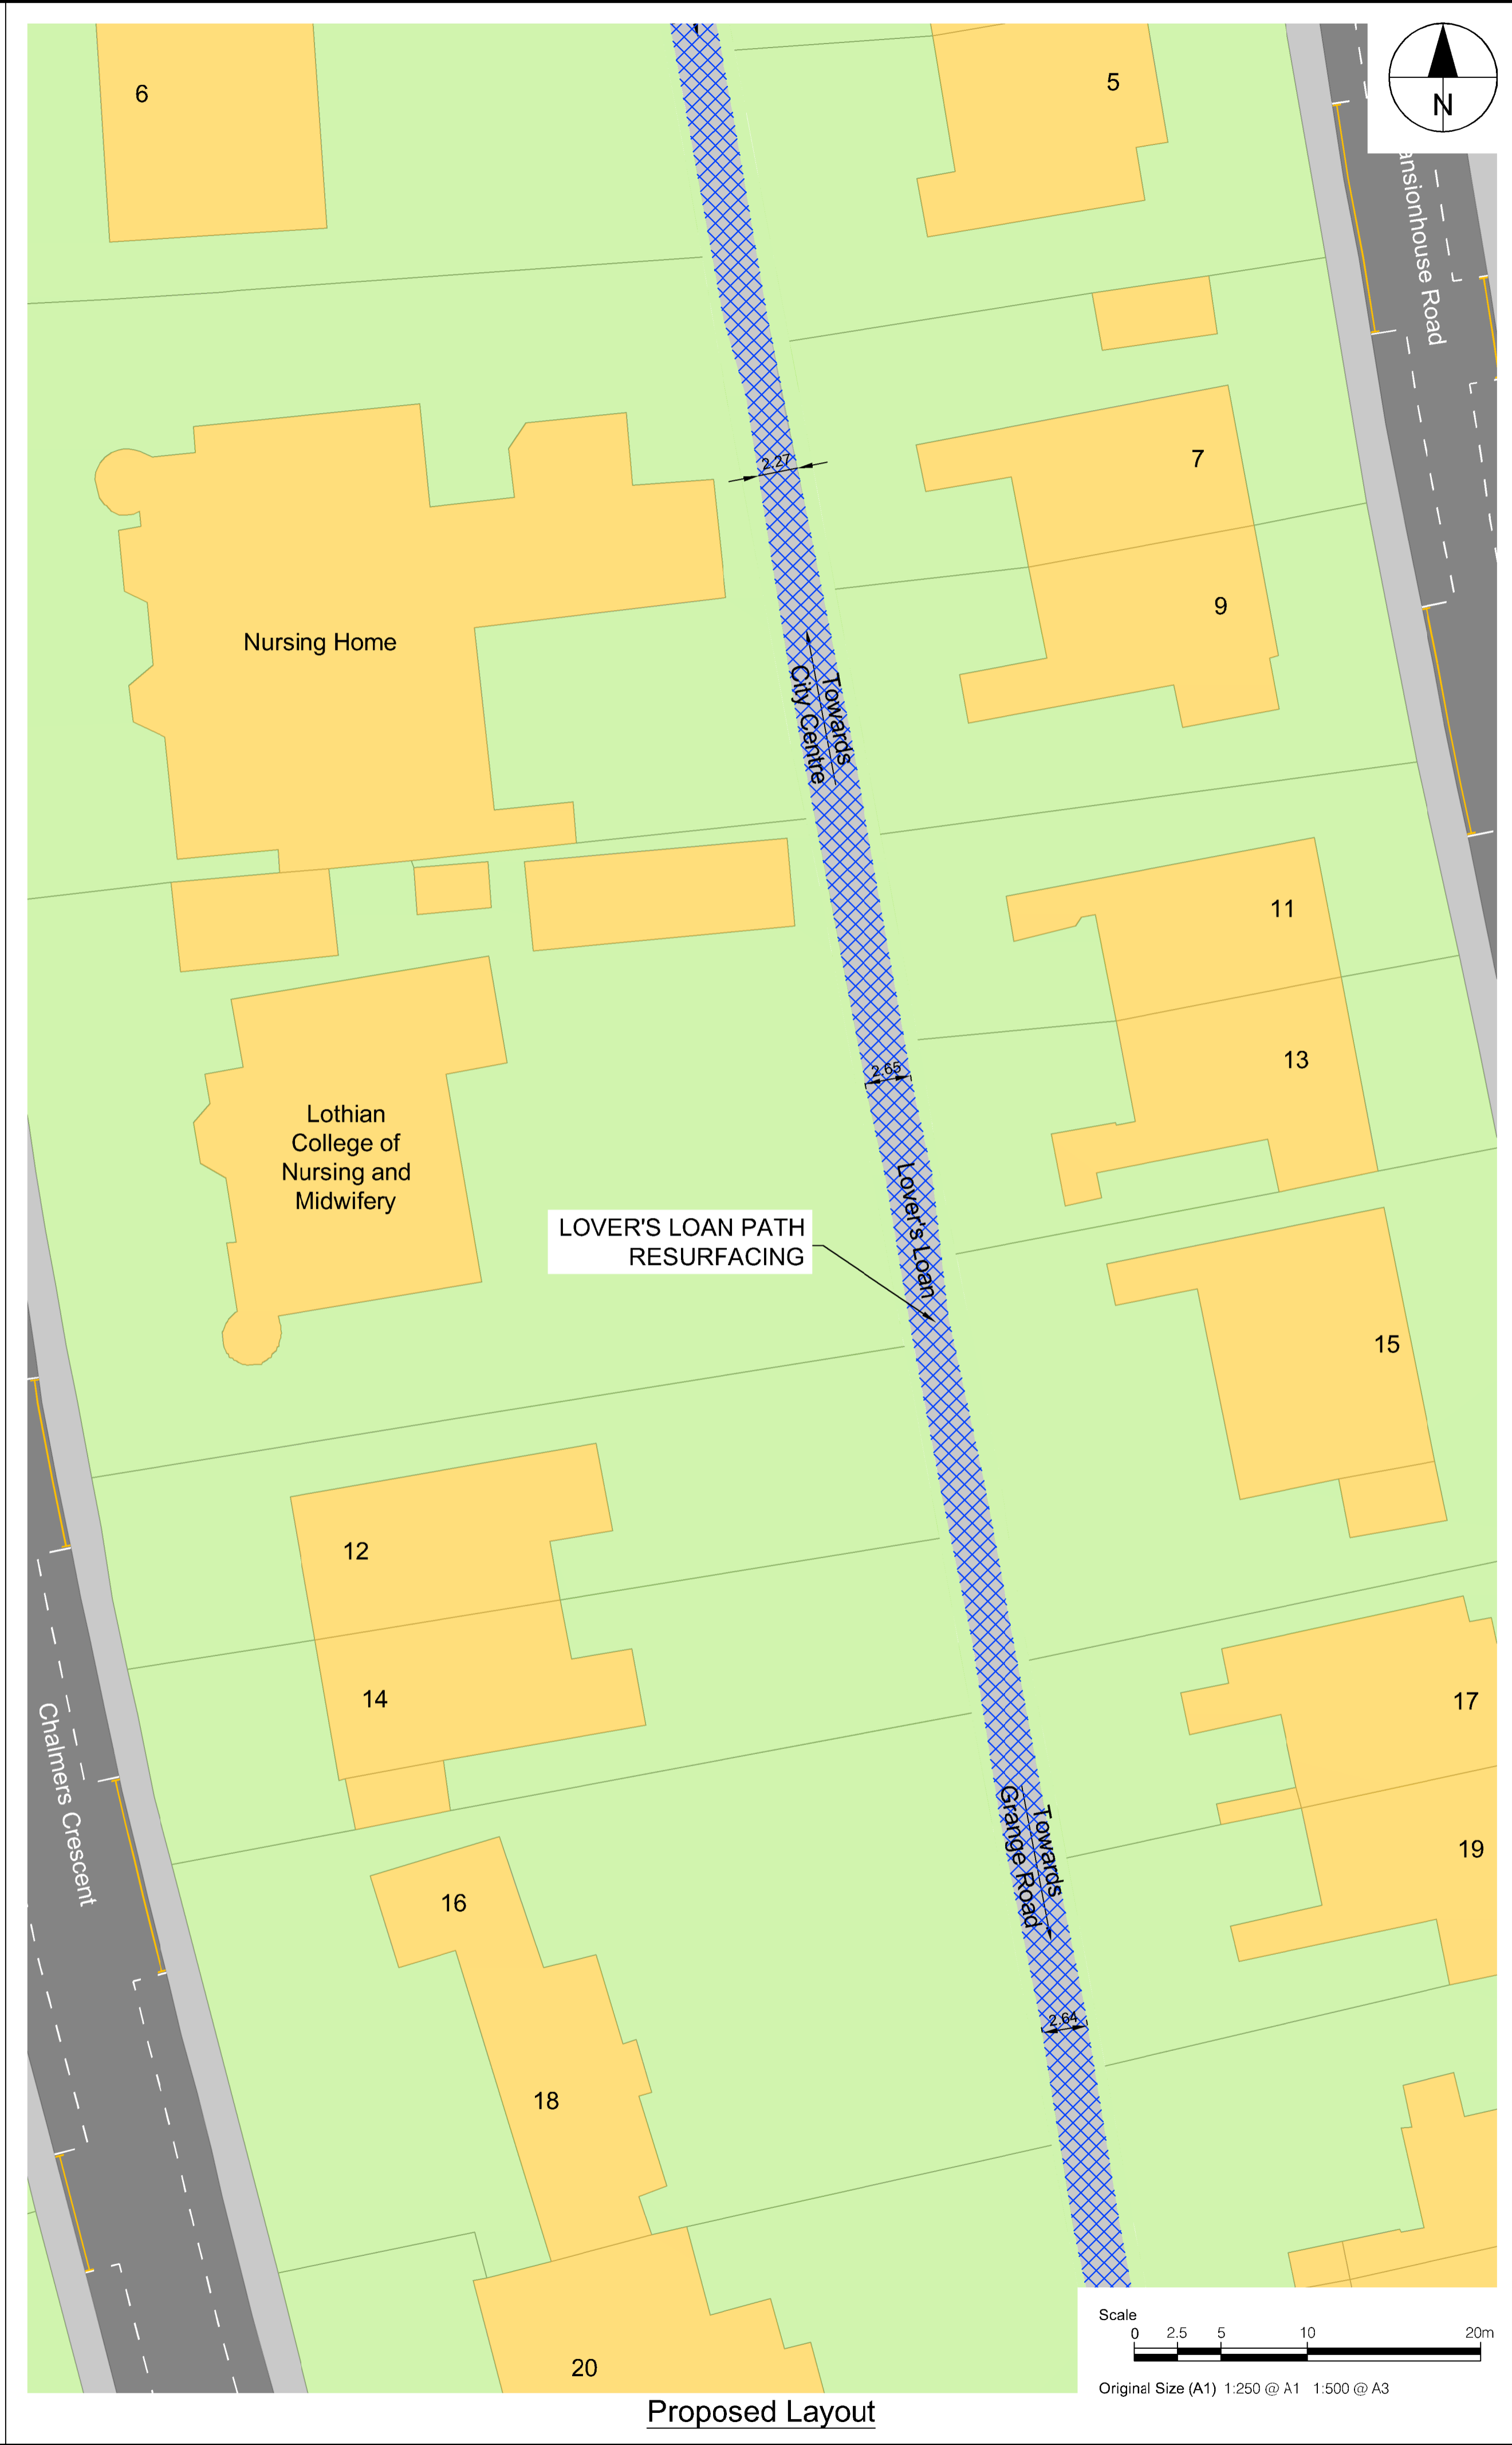 6
5
N
ansionhouse Road
2.27
7
9
Nursing Home
Towards
City Centre
11
13
2.65
Lothian
College of
Nursing and
Midwifery
Lover's Loan
LOVER'S LOAN PATH
RESURFACING
15
12
14
17
Chalmers Crescent
Towards
Grange Road
19
16
2.64
18
20
Scale
0 2.5 5 10 20m
Original Size (A1) 1:250 @ A1 1:500 @ A3
Proposed Layout